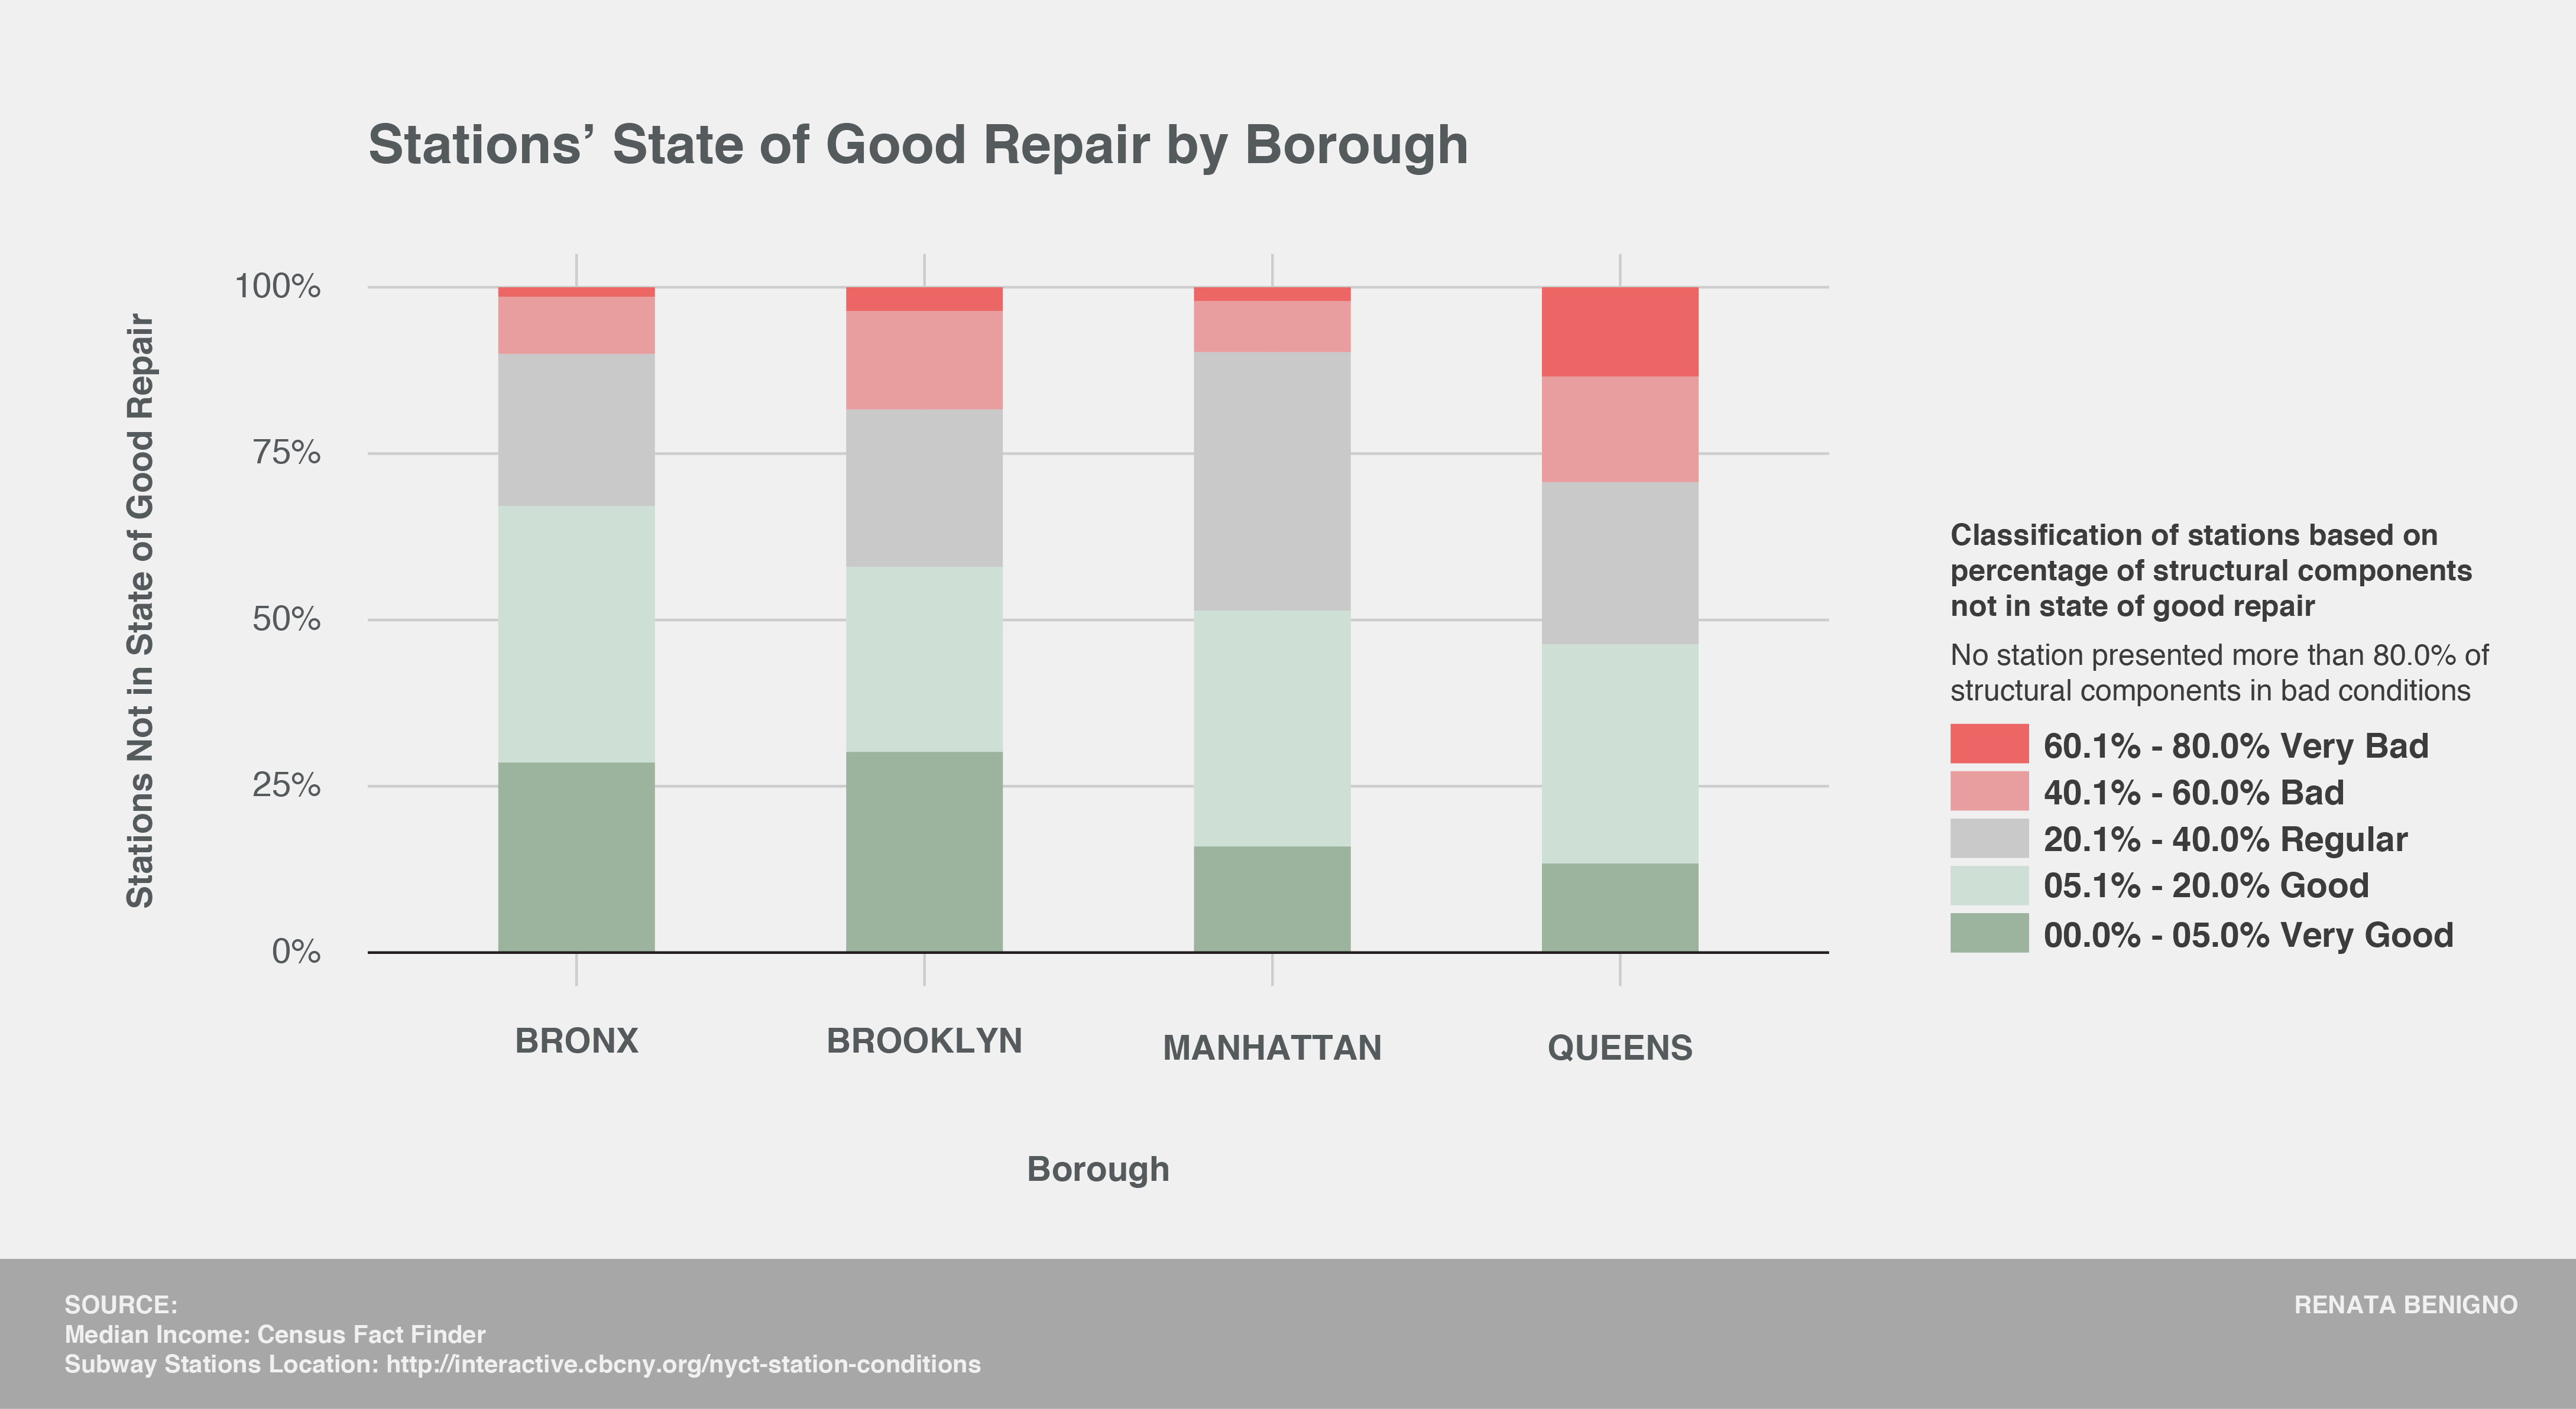 Stations’ State of Good Repair by Borough
Stations Not in State of Good Repair
100%
75%
50%
25%
0%
BRONX
BROOKLYN
MANHATTAN
QUEENS
Borough
Classification of stations based on
percentage of structural components
not in state of good repair
No station presented more than 80.0% of
structural components in bad conditions
60.1% - 80.0% Very Bad
40.1% - 60.0% Bad
20.1% - 40.0% Regular
05.1% - 20.0% Good
00.0% - 05.0% Very Good
SOURCE:
Median Income: Census Fact Finder
Subway Stations Location: http://interactive.cbcny.org/nyct-station-conditions
RENATA BENIGNO